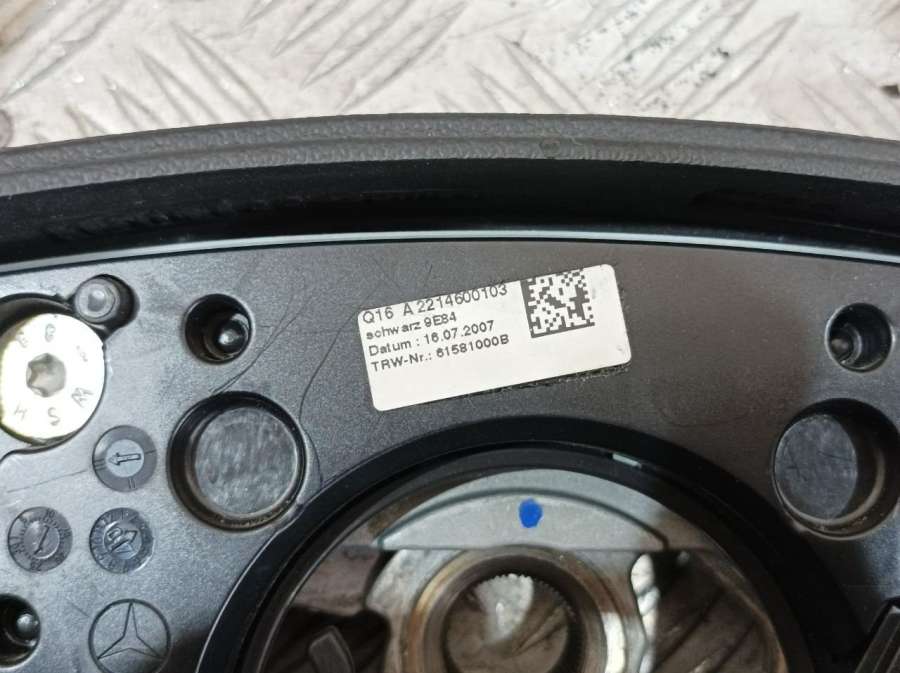 Q16 A 2214600103
schwarz 9E84
Datum : 16.07.2007
TRW-Nr.: 61581000B